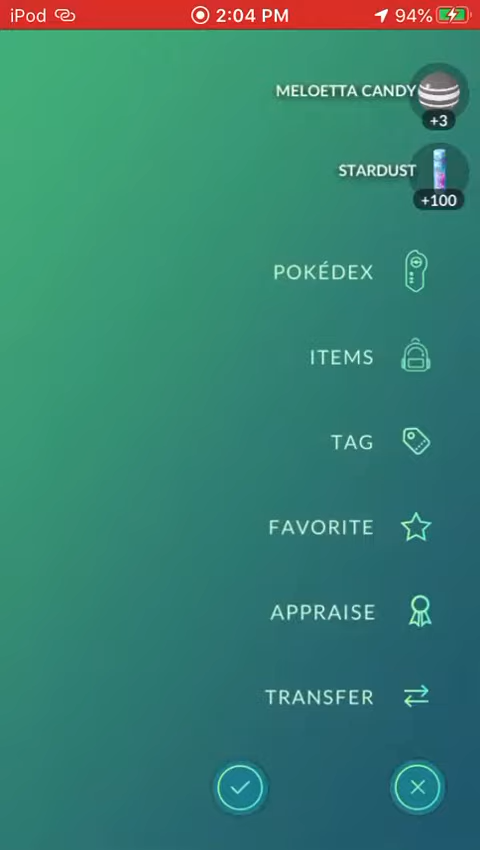 iPod 2:04 PM 94%
MELOETTA CANDY
+3
STARDUST
+100
POKÉDEX
ITEMS
TAG
FAVORITE
APPRAISE
TRANSFER